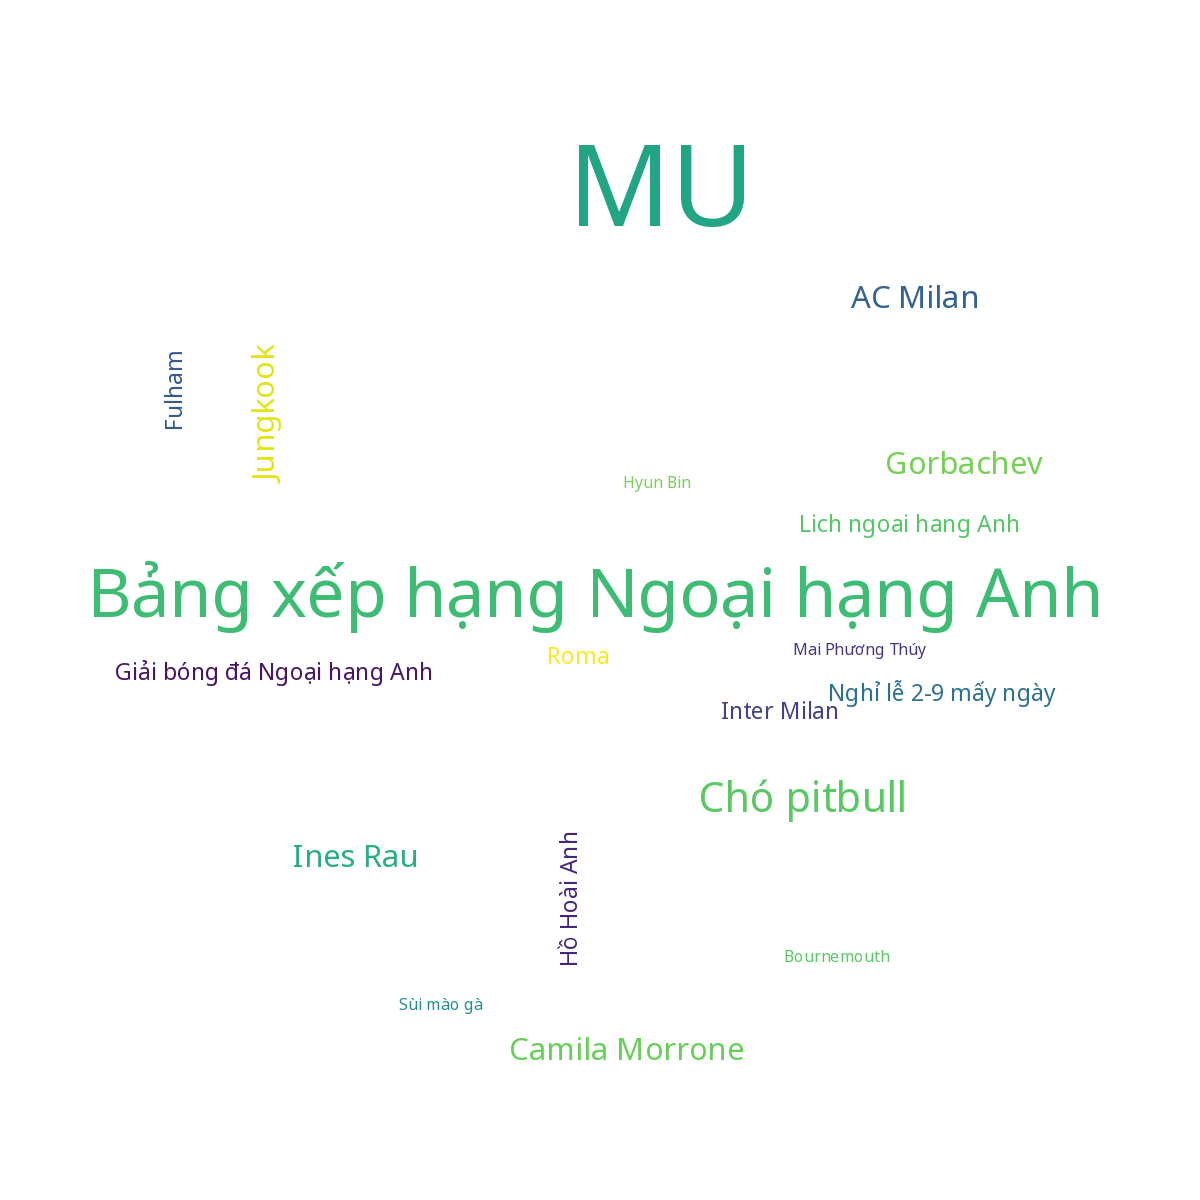 MU
AC Milan
Fulham
Jungkook
Gorbachev
Hyun Bin
Lich ngoai hang Anh
Bảng xếp hạng Ngoại hạng Anh
Mai Phương Thúy
Roma
Giải bóng đá Ngoại hạng Anh
Nghỉ lễ 2-9 mấy ngày
Inter Milan
Chó pitbull
Ines Rau
Hồ Hoài Anh
Bournemouth
Sùi mào gà
Camila Morrone